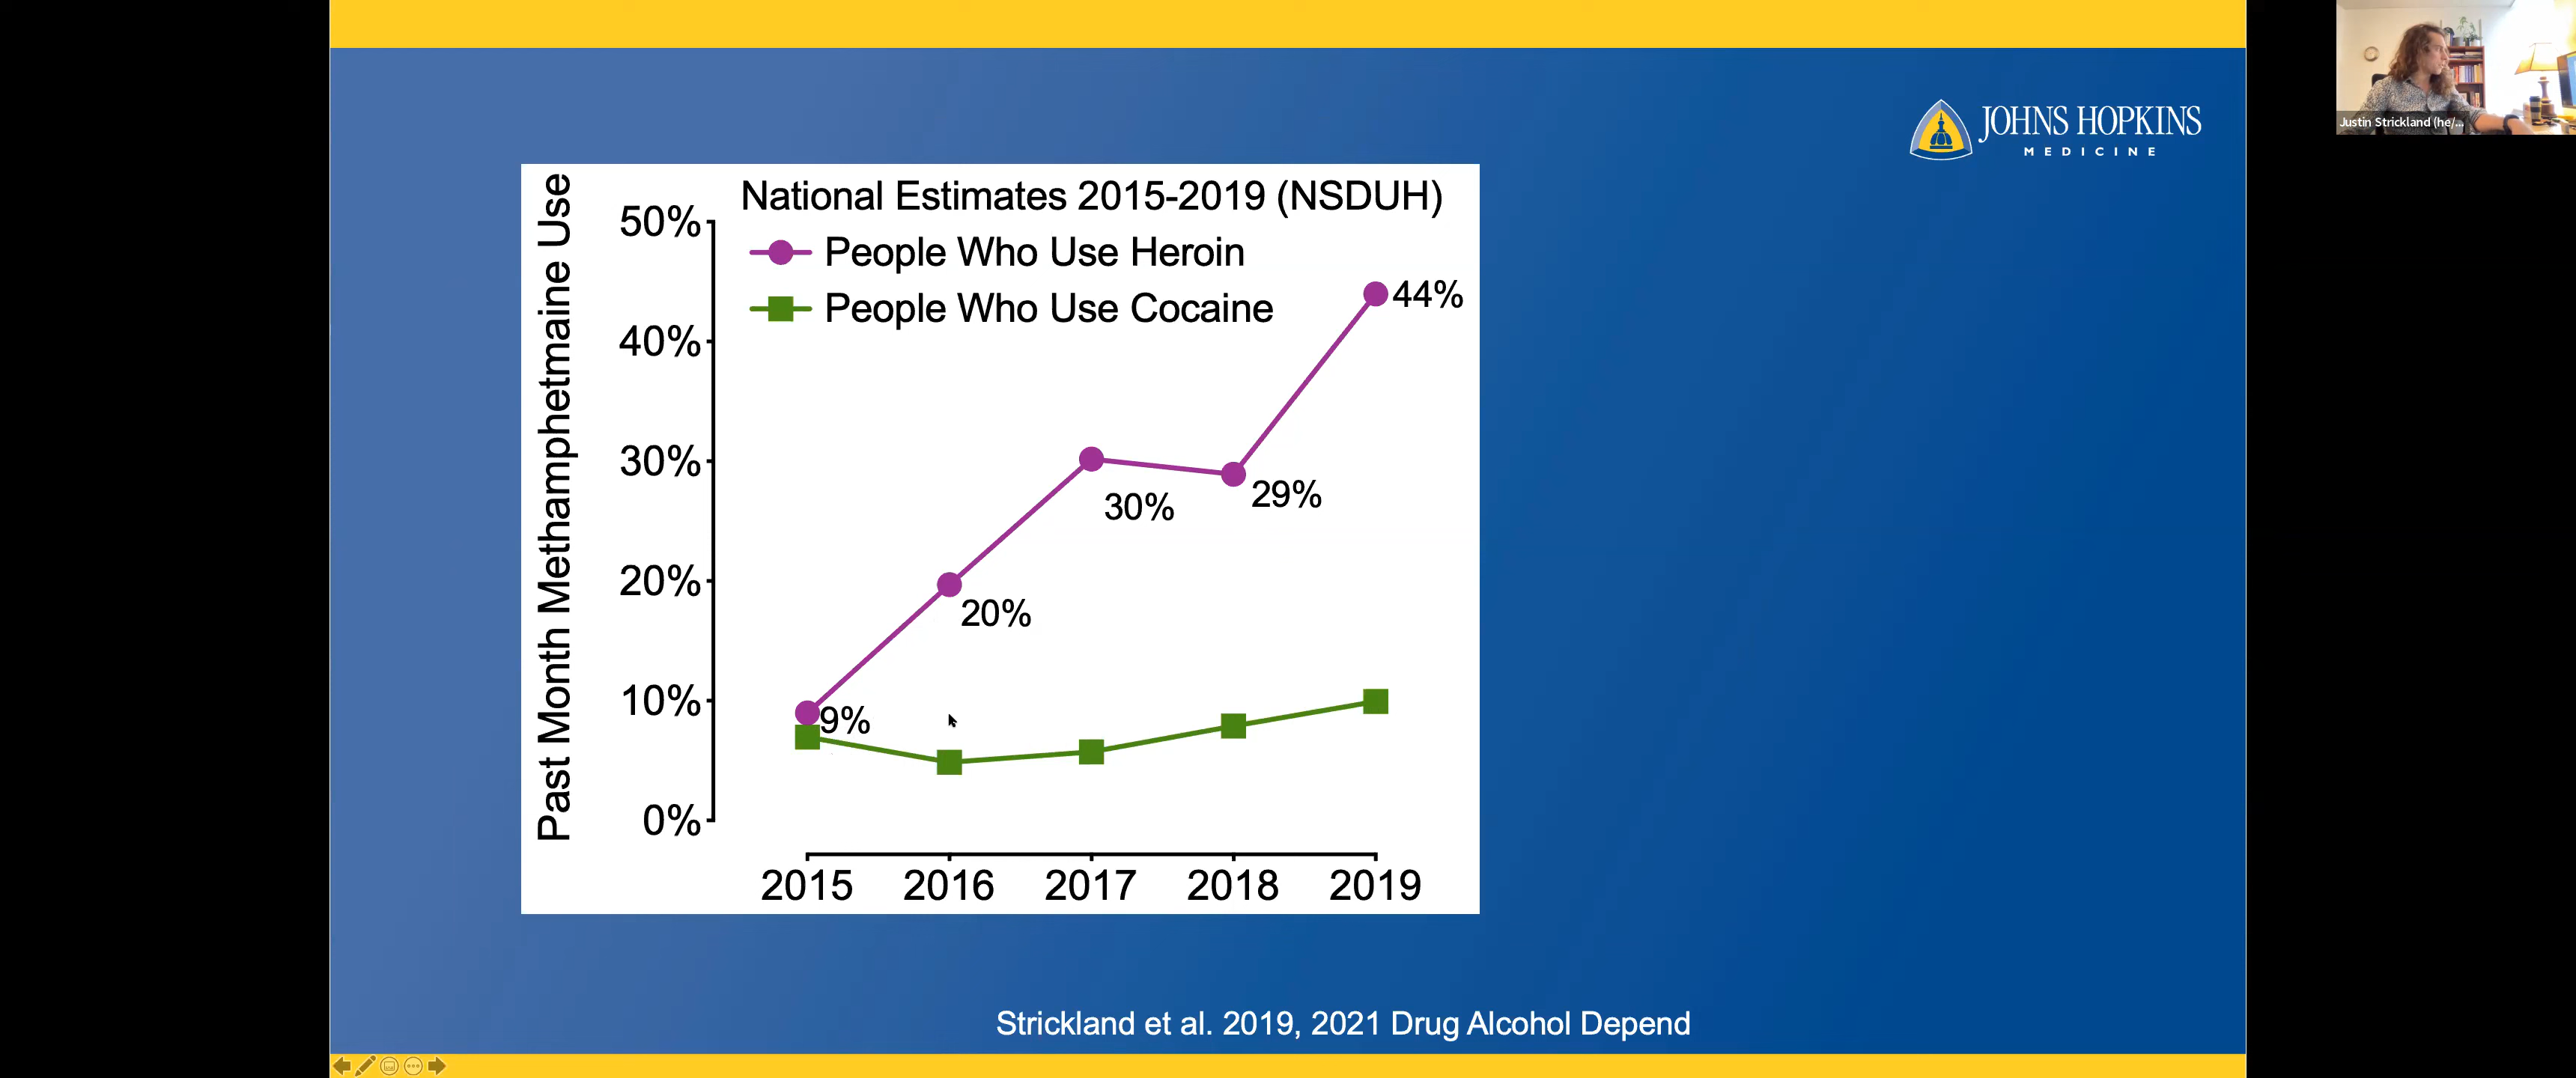 JOHNS HOPKINS
MEDICINE
Justin Strickland (he/...
National Estimates 2015-2019 (NSDUH)
People Who Use Heroin
People Who Use Cocaine
Past Month Methamphetmaine Use
50%
40%
30%
20%
10%
0%
44%
30%
29%
20%
9%
2015 2016 2017 2018 2019
Strickland et al. 2019, 2021 Drug Alcohol Depend